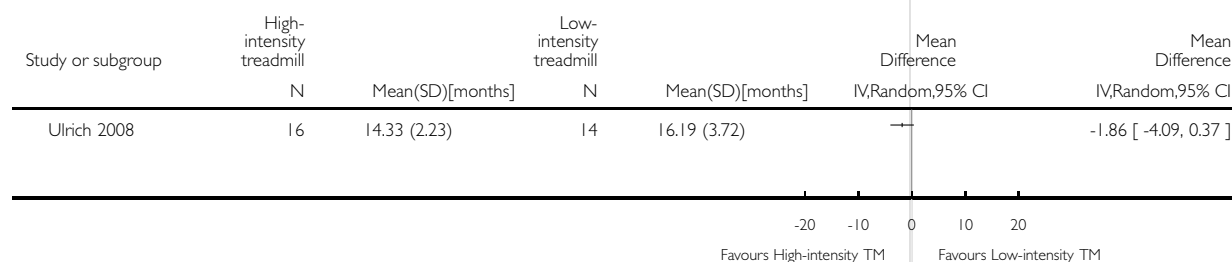 High-
intensity
treadmill
Low-
intensity
treadmill
Mean
Difference
Mean
Difference
Study or subgroup
N Mean(SD)[months] N Mean(SD)[months] IV,Random,95% CI IV,Random,95% CI
Ulrich 2008 16 14.33 (2.23) 14 16.19 (3.72) -1.86 [ -4.09, 0.37 ]
-20 -10 0 10 20
Favours High-intensity TM Favours Low-intensity TM